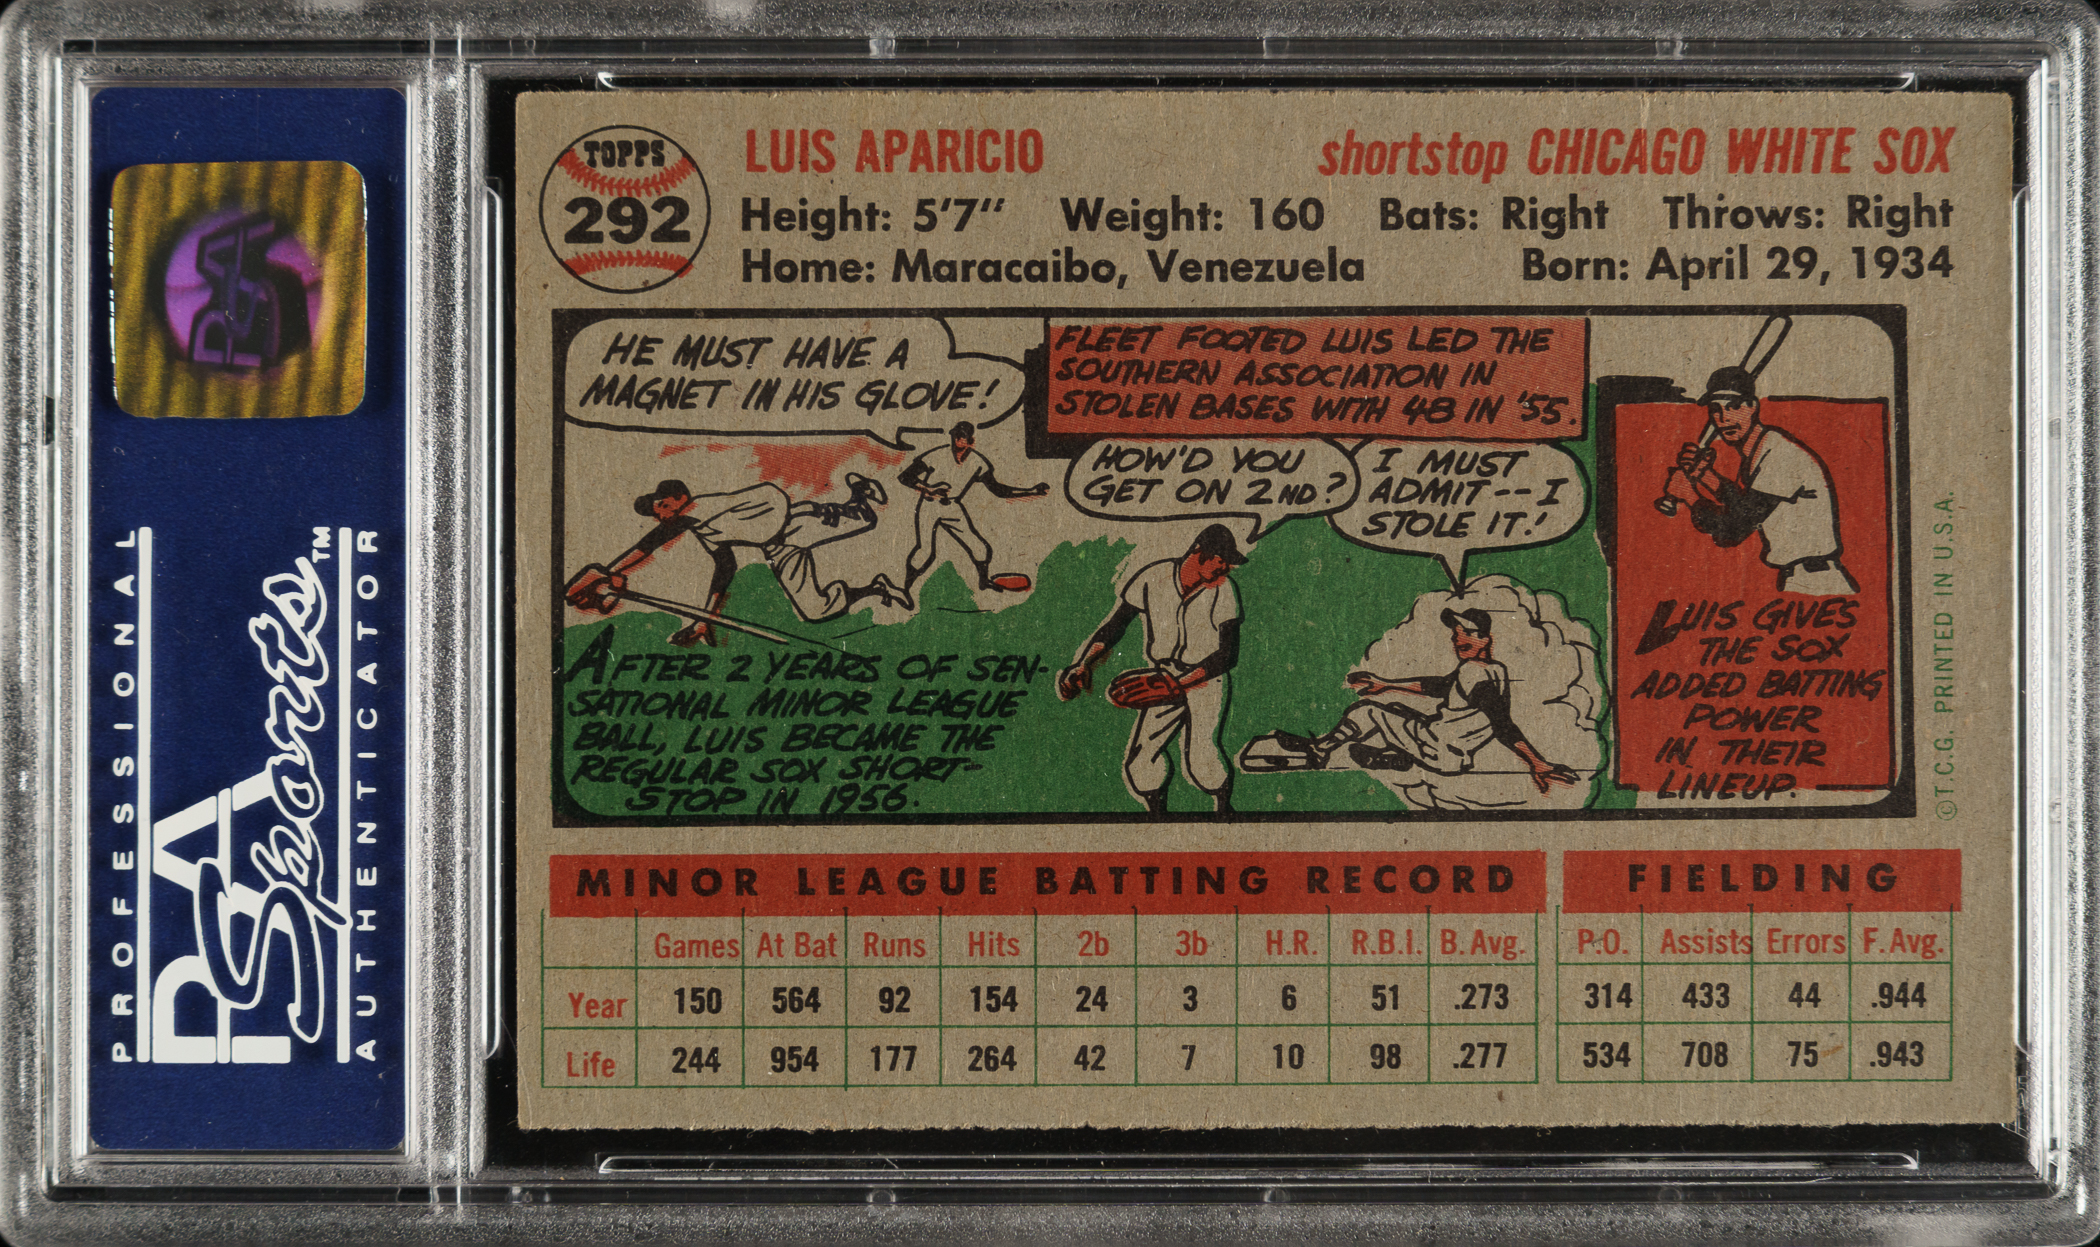 PROFESSIONAL
PSA
Sports™
AUTHENTICATOR
PSA
TOPPS
292
LUIS APARICIO
shortstop CHICAGO WHITE SOX
Height: 5'7" Weight: 160 Bats: Right Throws: Right
Home: Maracaibo, Venezuela Born: April 29, 1934
HE MUST HAVE A
MAGNET IN HIS GLOVE!
FLEET FOOTED LUIS LED THE
SOUTHERN ASSOCIATION IN
STOLEN BASES WITH 48 IN '55.
HOW'D YOU
GET ON 2ND?
I MUST
ADMIT--I
STOLE IT!
AFTER 2 YEARS OF SEN-
SATIONAL MINOR LEAGUE
BALL, LUIS BECAME THE
REGULAR SOX SHORT-
STOP IN 1956.
LUIS GIVES
THE SOX
ADDED BATTING
POWER
IN THEIR
LINEUP.
©T.C.G. PRINTED IN U.S.A.
MINOR LEAGUE BATTING RECORD FIELDING
Games At Bat Runs Hits 2b 3b H.R. R.B.I. B. Avg. P.O. Assists Errors F. Avg.
Year 150 564 92 154 24 3 6 51 .273 314 433 44 .944
Life 244 954 177 264 42 7 10 98 .277 534 708 75 .943